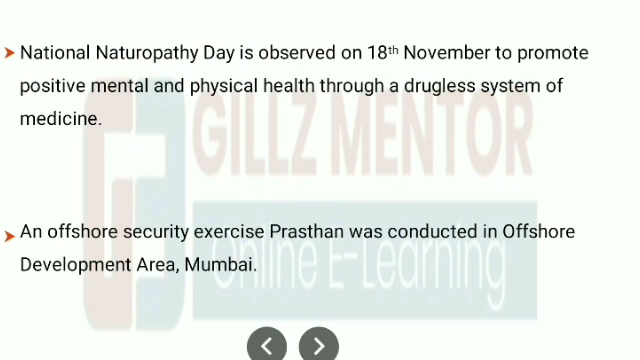 National Naturopathy Day is observed on 18th November to promote
positive mental and physical health through a drugless system of
medicine.
GILLZ MENTOR
An offshore security exercise Prasthan was conducted in Offshore
Online E-Learning
Development Area, Mumbai.